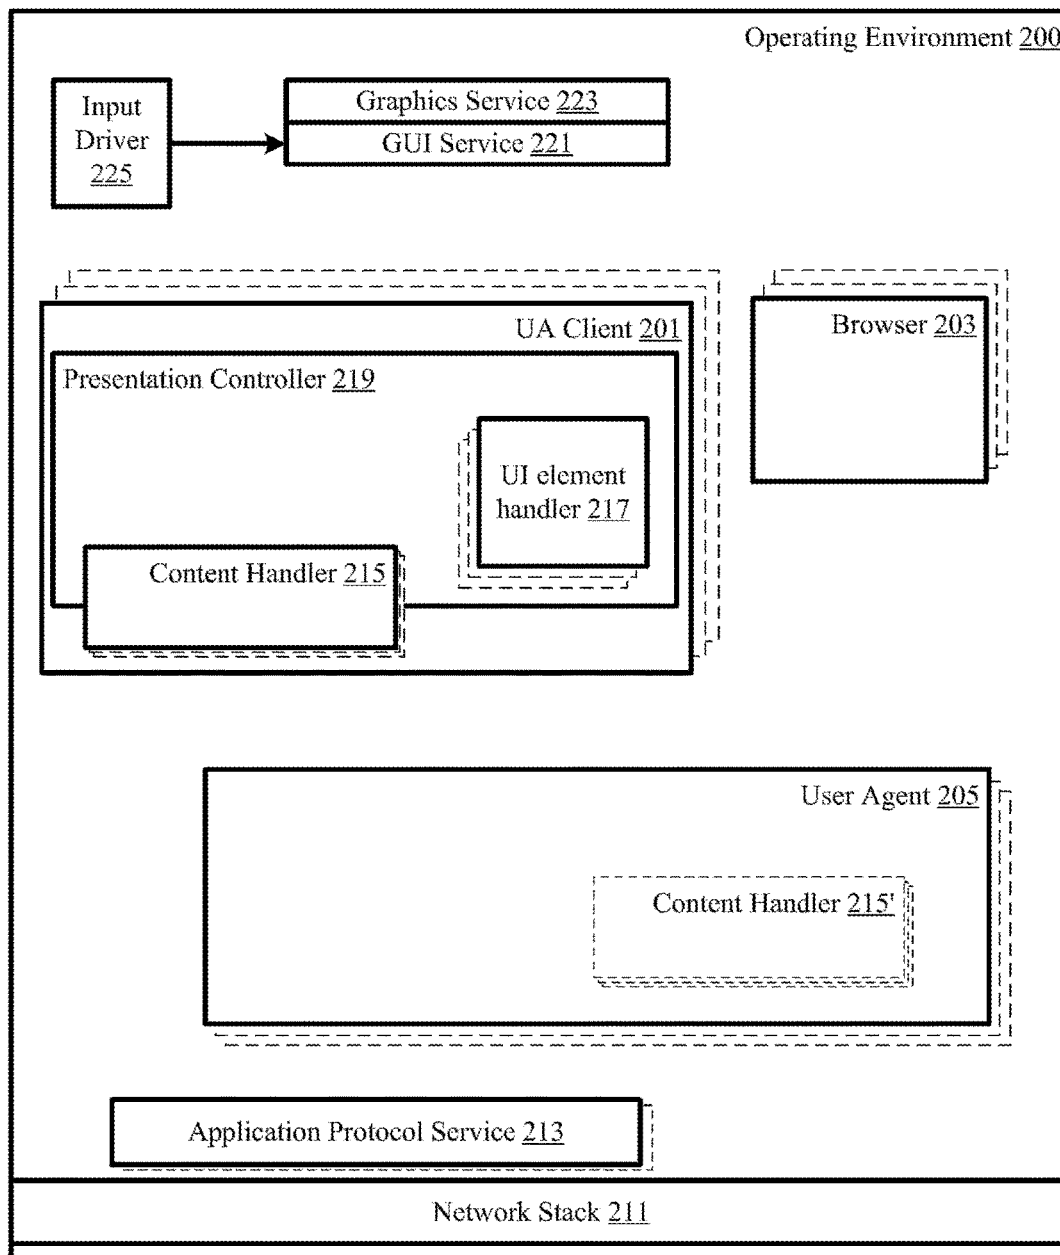 Operating Environment 200
Input
Driver
225
Graphics Service 223
GUI Service 221
UA Client 201
Browser 203
Presentation Controller 219
UI element
handler 217
Content Handler 215
User Agent 205
Content Handler 215'
Application Protocol Service 213
Network Stack 211